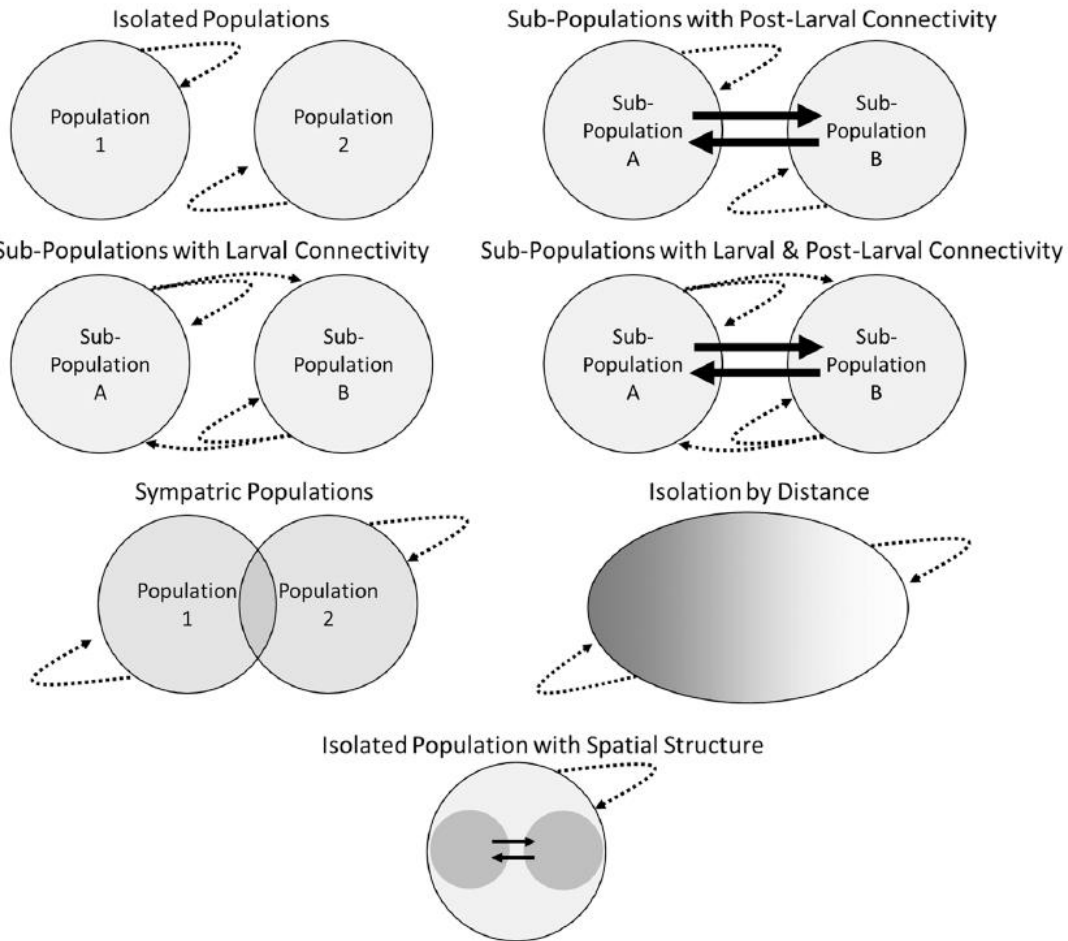 Isolated Populations
Population
1
Population
2
Sub-Populations with Post-Larval Connectivity
Sub-
Population
A
Sub-
Population
B
Sub-Populations with Larval Connectivity
Sub-
Population
A
Sub-
Population
B
Sub-Populations with Larval & Post-Larval Connectivity
Sub-
Population
A
Sub-
Population
B
Sympatric Populations
Population
1
Population
2
Isolation by Distance
Isolated Population with Spatial Structure